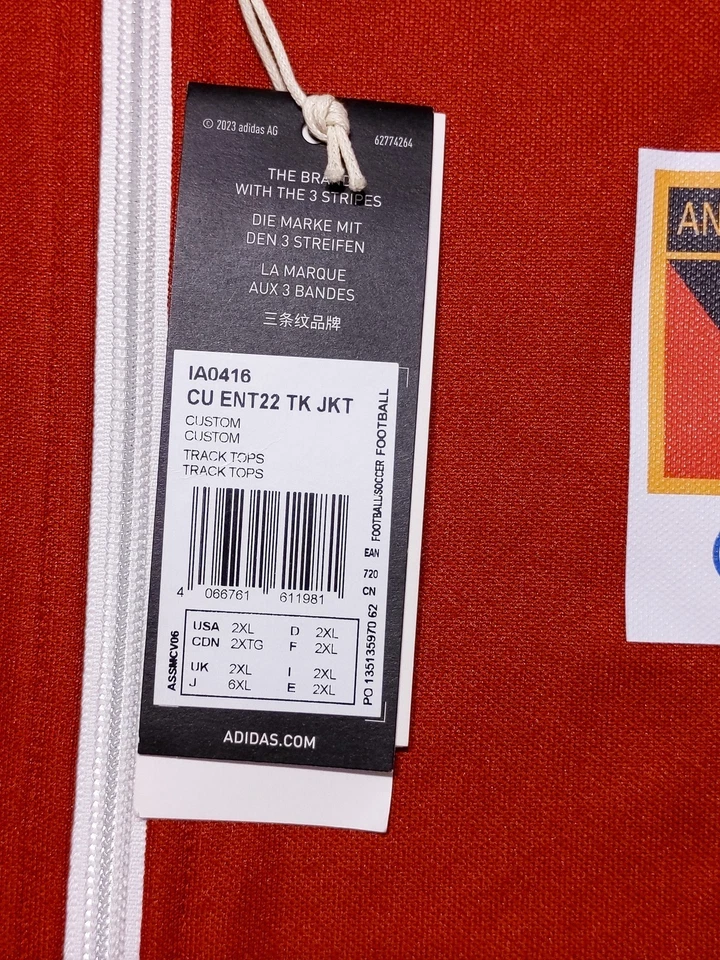 © 2023 adidas AG
62774264
THE BRAND
WITH THE 3 STRIPES
DIE MARKE MIT
DEN 3 STREIFEN
LA MARQUE
AUX 3 BANDES
三条纹品牌
IA0416
CU ENT22 TK JKT
CUSTOM
CUSTOM
TRACK TOPS
TRACK TOPS
FOOTBALL/SOCCER FOOTBALL
EAN
720
CN
4 066761 611981
USA 2XL D 2XL
CDN 2XTG F 2XL
UK 2XL I 2XL
J 6XL E 2XL
ASSMCV06
PO 135135970 62
ADIDAS.COM
AN